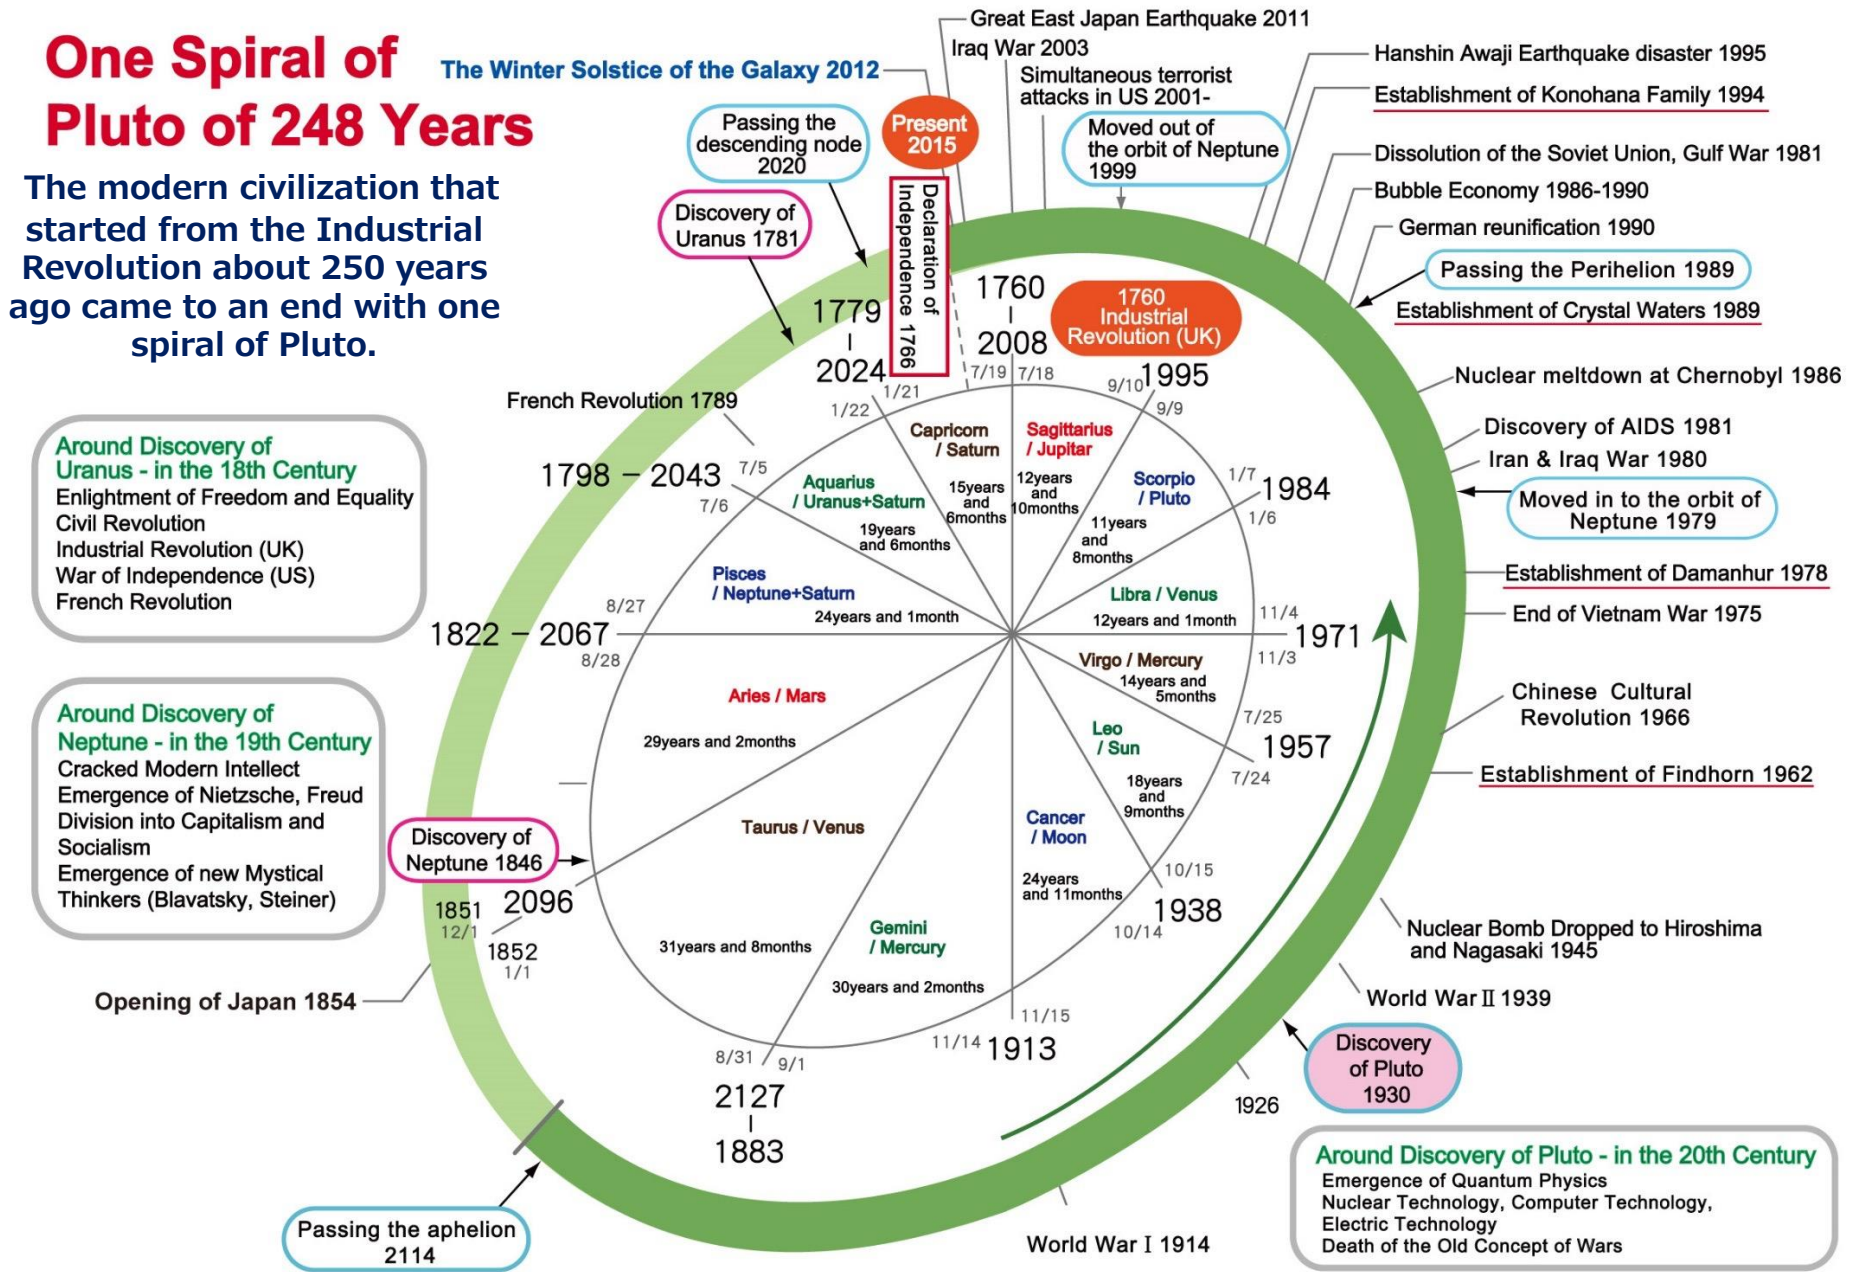 One Spiral of
Pluto of 248 Years
The modern civilization that
started from the Industrial
Revolution about 250 years
ago came to an end with one
spiral of Pluto.
The Winter Solstice of the Galaxy 2012
Great East Japan Earthquake 2011
Iraq War 2003
Simultaneous terrorist
attacks in US 2001-
Present
2015
Passing the
descending node
2020
Discovery of
Uranus 1781
Declaration of
Independence 1766
Moved out of
the orbit of Neptune
1999
Hanshin Awaji Earthquake disaster 1995
Establishment of Konohana Family 1994
Dissolution of the Soviet Union, Gulf War 1981
Bubble Economy 1986-1990
German reunification 1990
Passing the Perihelion 1989
Establishment of Crystal Waters 1989
Nuclear meltdown at Chernobyl 1986
Discovery of AIDS 1981
Iran & Iraq War 1980
Moved in to the orbit of
Neptune 1979
Establishment of Damanhur 1978
End of Vietnam War 1975
Chinese Cultural
Revolution 1966
Establishment of Findhorn 1962
Nuclear Bomb Dropped to Hiroshima
and Nagasaki 1945
World War II 1939
Discovery
of Pluto
1930
1926
World War I 1914
Around Discovery of Pluto - in the 20th Century
Emergence of Quantum Physics
Nuclear Technology, Computer Technology,
Electric Technology
Death of the Old Concept of Wars
1760
2008
1760
Industrial
Revolution (UK)
7/19
7/18
9/10
1995
9/9
1/7
1984
1/6
11/4
1971
11/3
7/25
1957
7/24
10/15
1938
10/14
11/15
11/14
1913
8/31
9/1
2127
1883
Passing the aphelion
2114
1779
2024
1/21
1/22
French Revolution 1789
1798 – 2043
7/5
7/6
1822 – 2067
8/27
8/28
Discovery of
Neptune 1846
2096
1851
12/1
1852
1/1
Opening of Japan 1854
Capricorn
/ Saturn
15years
and
6months
Sagittarius
/ Jupitar
12years
and
10months
Scorpio
/ Pluto
11years
and
8months
Libra / Venus
12years and 1month
Virgo / Mercury
14years and
5months
Leo
/ Sun
18years
and
9months
Cancer
/ Moon
24years
and 11months
Gemini
/ Mercury
30years and 2months
Taurus / Venus
31years and 8months
Aries / Mars
29years and 2months
Pisces
/ Neptune+Saturn
24years and 1month
Aquarius
/ Uranus+Saturn
19years
and 6months
Around Discovery of
Uranus - in the 18th Century
Enlightment of Freedom and Equality
Civil Revolution
Industrial Revolution (UK)
War of Independence (US)
French Revolution
Around Discovery of
Neptune - in the 19th Century
Cracked Modern Intellect
Emergence of Nietzsche, Freud
Division into Capitalism and
Socialism
Emergence of new Mystical
Thinkers (Blavatsky, Steiner)